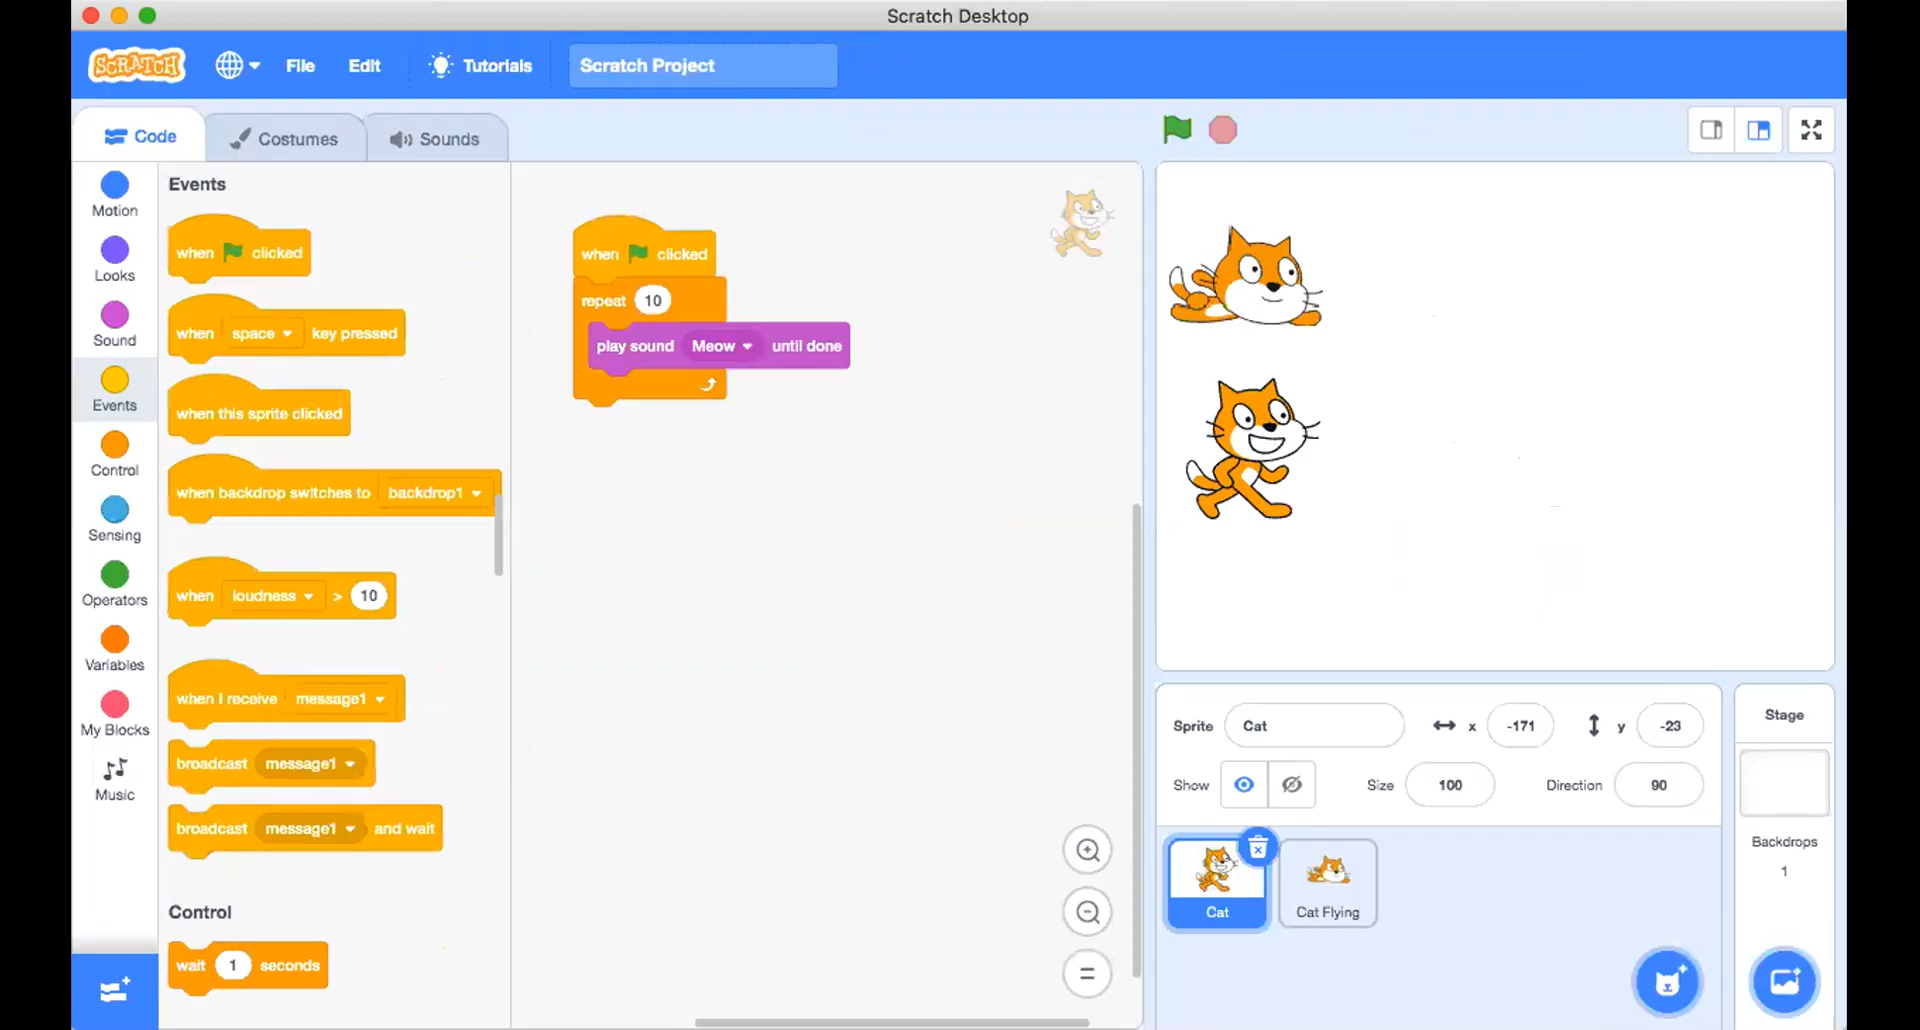 Scratch Desktop
SCRATCH
File
Edit
Tutorials
Scratch Project
Code
Costumes
Sounds
Motion
Looks
Sound
Events
Control
Sensing
Operators
Variables
My Blocks
Music
Events
when clicked
when space key pressed
when this sprite clicked
when backdrop switches to backdrop1
when loudness > 10
when I receive message1
broadcast message1
broadcast message1 and wait
Control
wait 1 seconds
when clicked
repeat 10
play sound Meow until done
Sprite Cat x -171 y -23
Show Size 100 Direction 90
Cat
Cat Flying
Stage
Backdrops
1